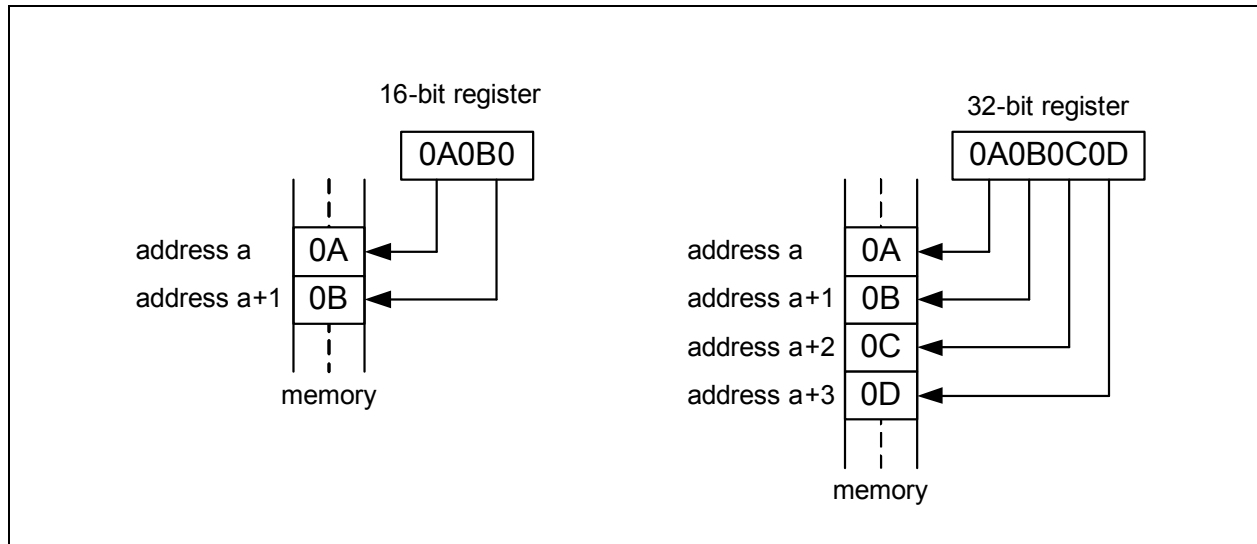 16-bit register
0A0B0
0A
0B
address a
address a+1
memory
32-bit register
0A0B0C0D
0A
0B
0C
0D
address a
address a+1
address a+2
address a+3
memory